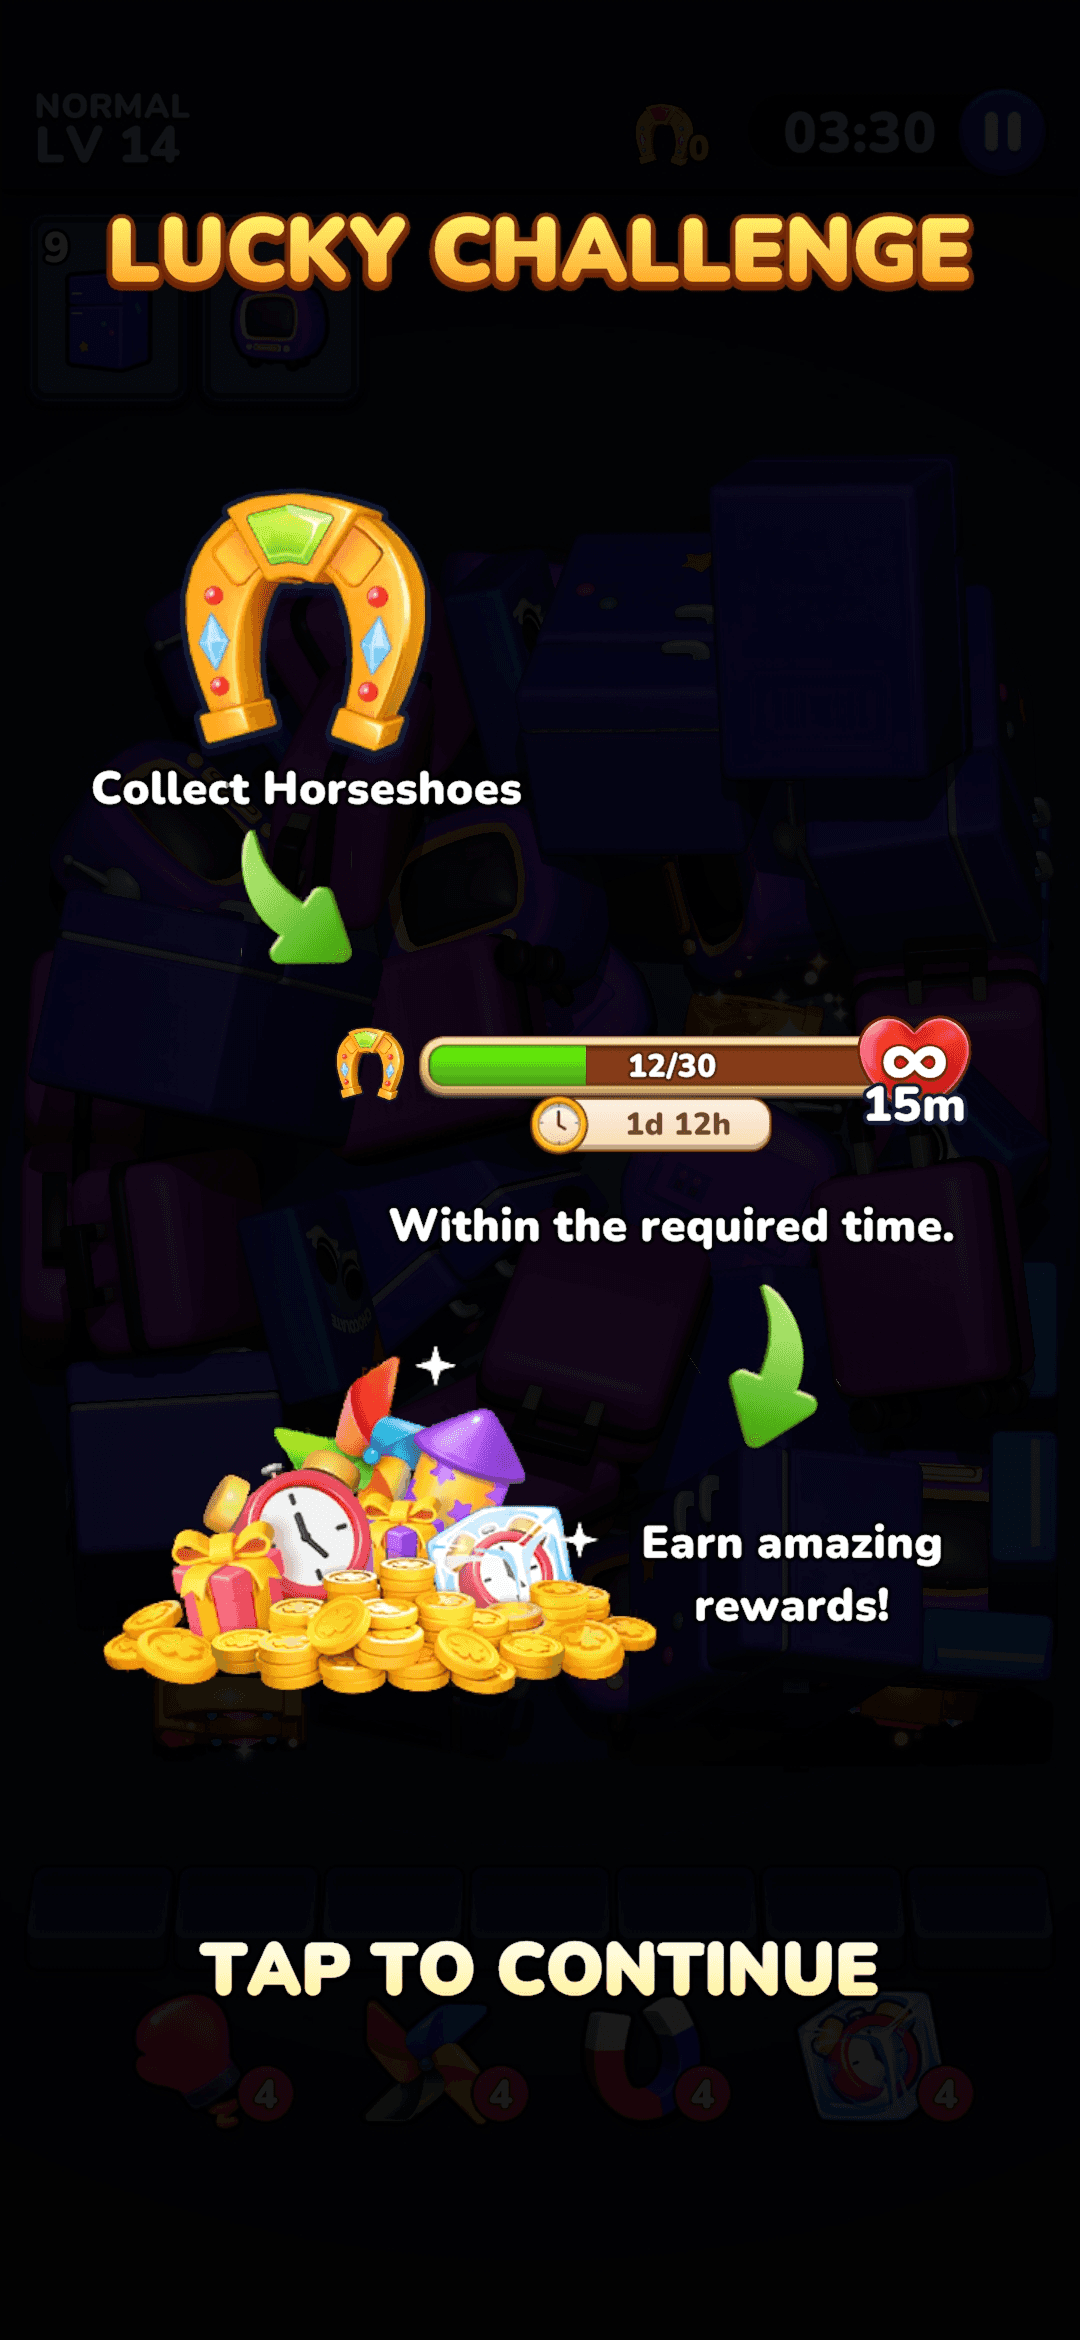 NORMAL
LV 14
0
03:30
9
LUCKY CHALLENGE
Collect Horseshoes
12/30
15m
1d 12h
Within the required time.
Earn amazing
rewards!
TAP TO CONTINUE
4
4
4
4